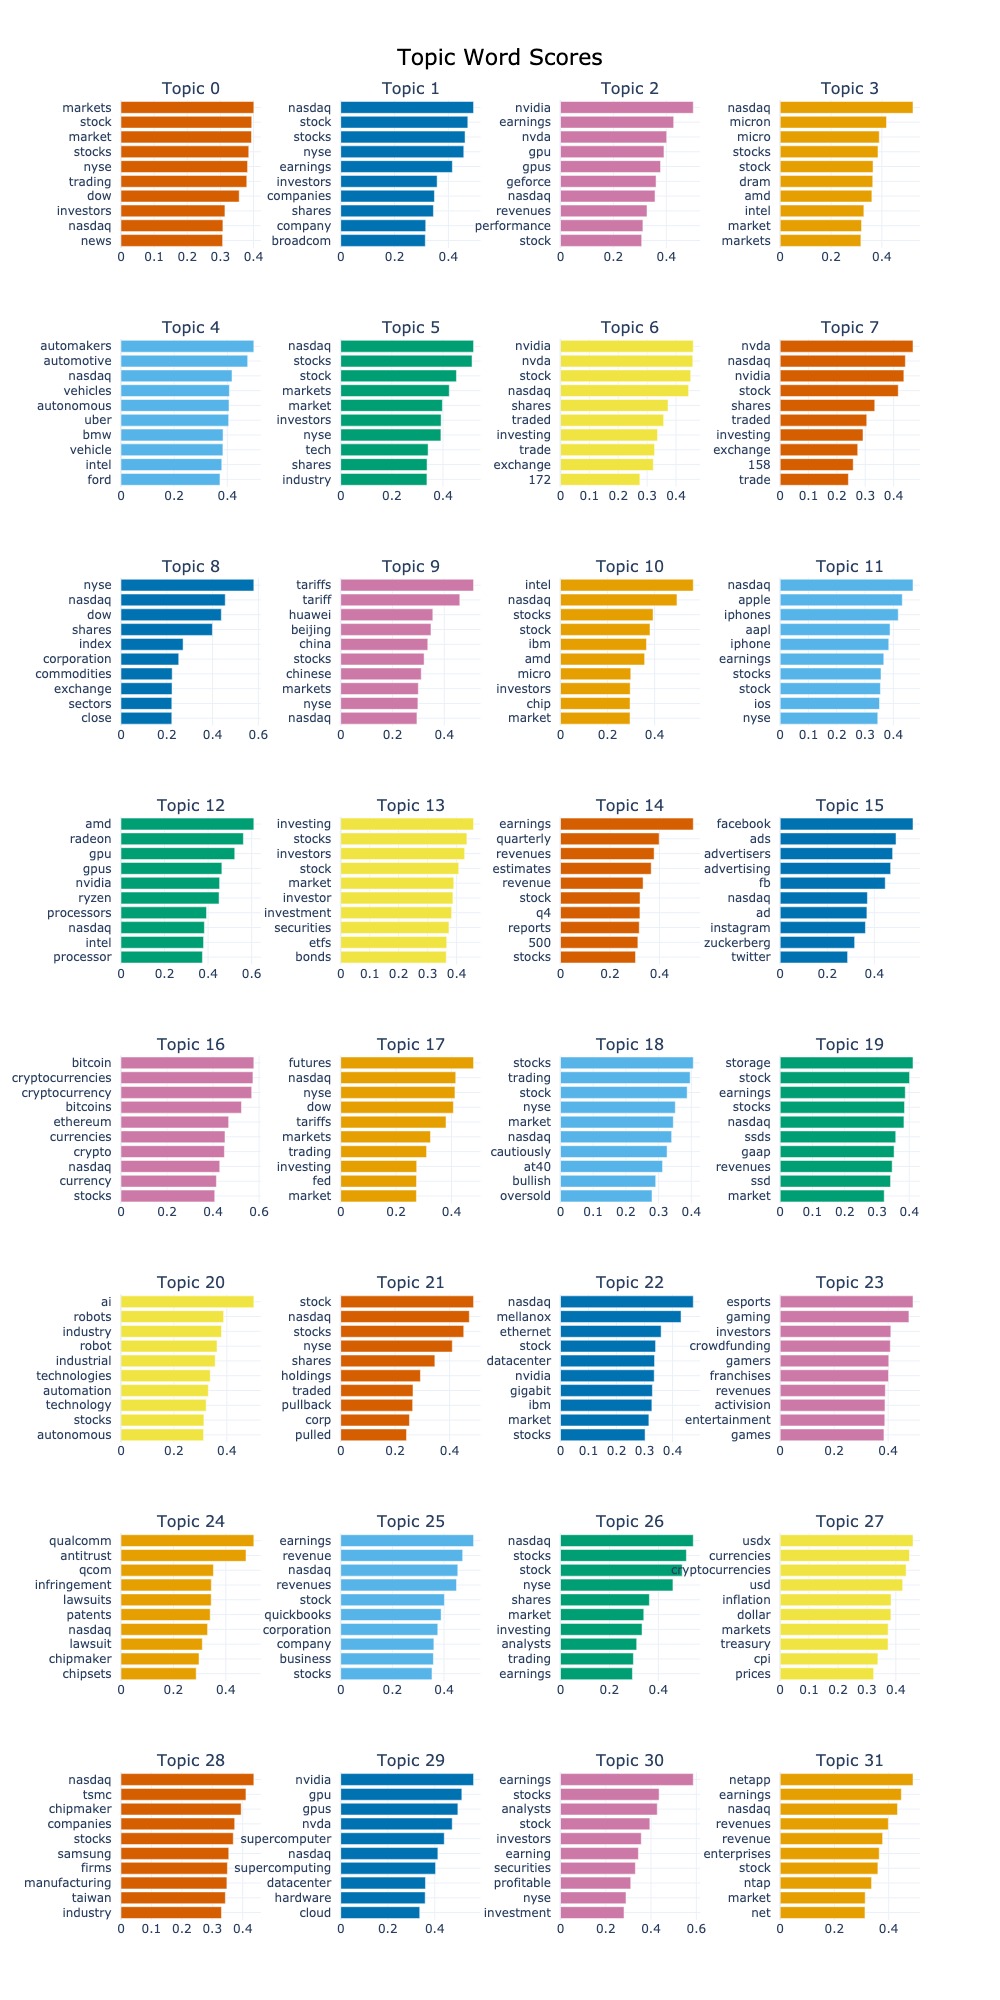 Topic Word Scores
Topic 0
markets
stock
market
stocks
nyse
trading
dow
investors
nasdaq
news
0 0.1 0.2 0.3 0.4
Topic 1
nasdaq
stock
stocks
nyse
earnings
investors
companies
shares
company
broadcom
0 0.2 0.4
Topic 2
nvidia
earnings
nvda
gpu
gpus
geforce
nasdaq
revenues
performance
stock
0.2 0.4
Topic 3
nasdaq
micron
micro
stocks
stock
dram
amd
intel
market
markets
0 0.2 0.4
Topic 4
automakers
automotive
nasdaq
vehicles
autonomous
uber
bmw
vehicle
intel
ford
0 0.2 0.4
Topic 5
nasdaq
stocks
stock
markets
market
investors
nyse
tech
shares
industry
0 0.2 0.4
Topic 6
nvidia
nvda
stock
nasdaq
shares
traded
investing
trade
exchange
172
0 0.1 0.2 0.3 0.4
Topic 7
nvda
nasdaq
nvidia
stock
shares
traded
investing
exchange
158
trade
0 0.1 0.2 0.3 0.4
Topic 8
nyse
nasdaq
dow
shares
index
corporation
commodities
exchange
sectors
close
0 0.2 0.4 0.6
Topic 9
tariffs
tariff
huawei
beijing
china
stocks
chinese
markets
nyse
nasdaq
0 0.2 0.4
Topic 10
intel
nasdaq
stocks
stock
ibm
amd
micro
investors
chip
market
0 0.2 0.4
Topic 11
nasdaq
apple
iphones
aapl
iphone
earnings
stocks
stock
ios
nyse
0 0.1 0.2 0.3 0.4
Topic 12
amd
radeon
gpu
gpus
nvidia
ryzen
processors
nasdaq
intel
processor
0 0.2 0.4 0.6
Topic 13
investing
stocks
investors
stock
market
investor
investment
securities
etfs
bonds
0 0.1 0.2 0.3 0.4
Topic 14
earnings
quarterly
revenues
estimates
revenue
stock
q4
reports
500
stocks
0 0.2 0.4
Topic 15
facebook
ads
advertisers
advertising
fb
nasdaq
ad
instagram
zuckerberg
twitter
0 0.2 0.4
Topic 16
bitcoin
cryptocurrencies
cryptocurrency
bitcoins
ethereum
currencies
crypto
nasdaq
currency
stocks
0 0.2 0.4 0.6
Topic 17
futures
nasdaq
nyse
dow
tariffs
markets
trading
investing
fed
market
0 0.2 0.4
Topic 18
stocks
trading
stock
nyse
market
nasdaq
cautiously
at40
bullish
oversold
0 0.1 0.2 0.3 0.4
Topic 19
storage
stock
earnings
stocks
nasdaq
ssds
gaap
revenues
ssd
market
0 0.1 0.2 0.3 0.4
Topic 20
ai
robots
industry
robot
industrial
technologies
automation
technology
stocks
autonomous
0 0.2 0.4
Topic 21
stock
nasdaq
stocks
nyse
shares
holdings
traded
pullback
corp
pulled
0 0.2 0.4
Topic 22
nasdaq
mellanox
ethernet
stock
datacenter
nvidia
gigabit
ibm
market
stocks
0 0.1 0.2 0.3 0.4
Topic 23
esports
gaming
investors
crowdfunding
gamers
franchises
revenues
activision
entertainment
games
0 0.2 0.4
Topic 24
qualcomm
antitrust
qcom
infringement
lawsuits
patents
nasdaq
lawsuit
chipmaker
chipsets
0 0.2 0.4
Topic 25
earnings
revenue
nasdaq
revenues
stock
quickbooks
corporation
company
business
stocks
0 0.2 0.4
Topic 26
nasdaq
stocks
stock
nyse
shares
market
investing
analysts
trading
earnings
0 0.2 0.4
Topic 27
usdx
currencies
cryptocurrencies
usd
inflation
dollar
markets
treasury
cpi
prices
0 0.1 0.2 0.3 0.4
Topic 28
nasdaq
tsmc
chipmaker
companies
stocks
samsung
firms
manufacturing
taiwan
industry
0 0.1 0.2 0.3 0.4
Topic 29
nvidia
gpu
gpus
nvda
supercomputer
nasdaq
supercomputing
datacenter
hardware
cloud
0 0.2 0.4
Topic 30
earnings
stocks
analysts
stock
investors
earning
securities
profitable
nyse
investment
0 0.2 0.4 0.6
Topic 31
netapp
earnings
nasdaq
revenues
revenue
enterprises
stock
ntap
market
net
0 0.1 0.2 0.3 0.4